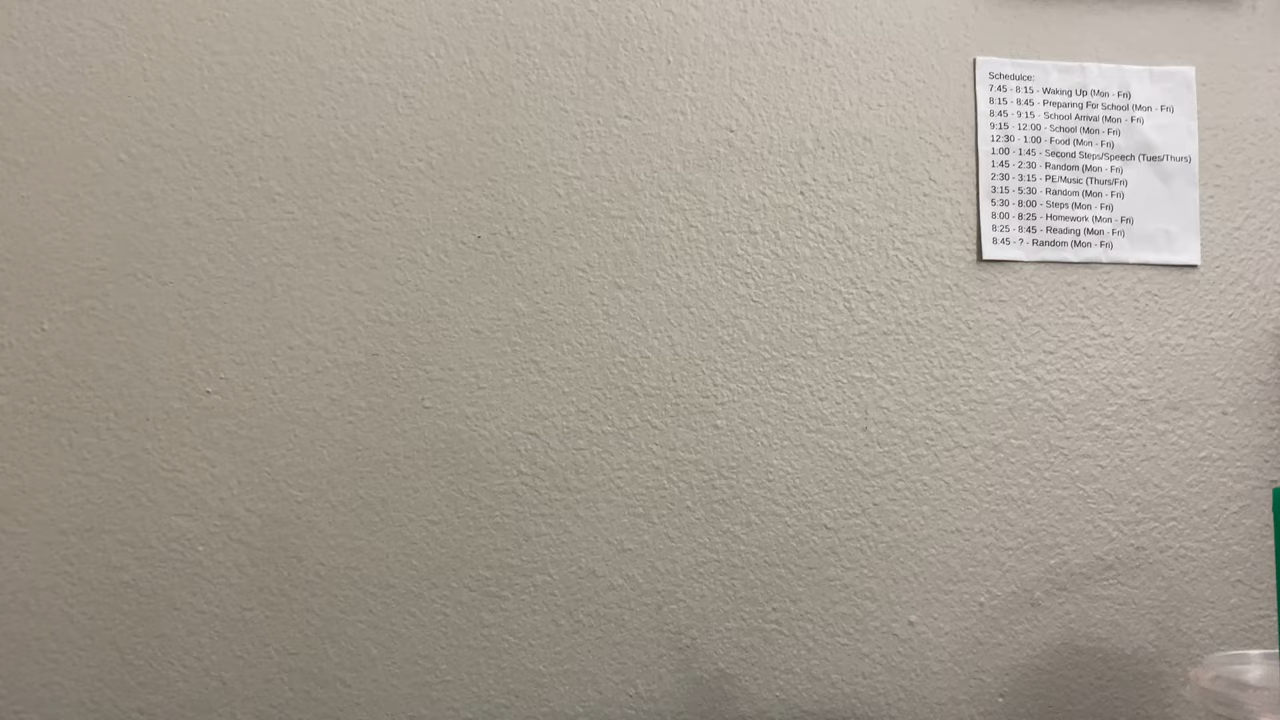 Schedulce:
7:45 - 8:15 - Waking Up (Mon - Fri)
8:15 - 8:45 - Preparing For School (Mon - Fri)
8:45 - 9:15 - School Arrival (Mon - Fri)
9:15 - 12:00 - School (Mon - Fri)
12:30 - 1:00 - Food (Mon - Fri)
1:00 - 1:45 - Second Steps/Speech (Tues/Thurs)
1:45 - 2:30 - Random (Mon - Fri)
2:30 - 3:15 - PE/Music (Thurs/Fri)
3:15 - 5:30 - Random (Mon - Fri)
5:30 - 8:00 - Steps (Mon - Fri)
8:00 - 8:25 - Homework (Mon - Fri)
8:25 - 8:45 - Reading (Mon - Fri)
8:45 - ? - Random (Mon - Fri)